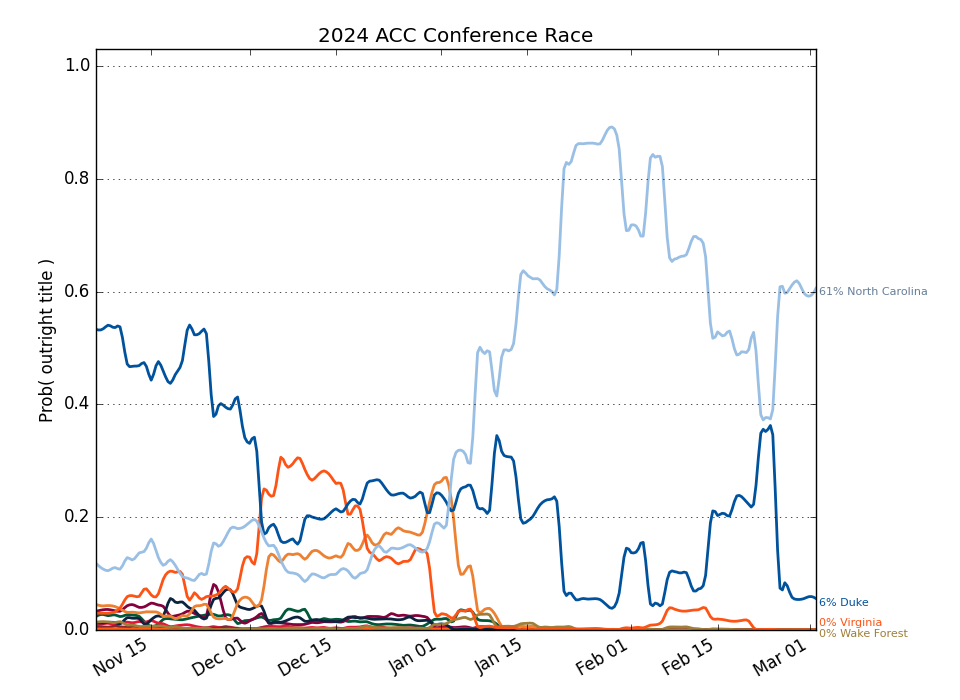 2024 ACC Conference Race
1.0
0.8
0.6
0.4
0.2
0.0
Prob( outright title )
61% North Carolina
6% Duke
0% Virginia
0% Wake Forest
Nov 15
Dec 01
Dec 15
Jan 01
Jan 15
Feb 01
Feb 15
Mar 01